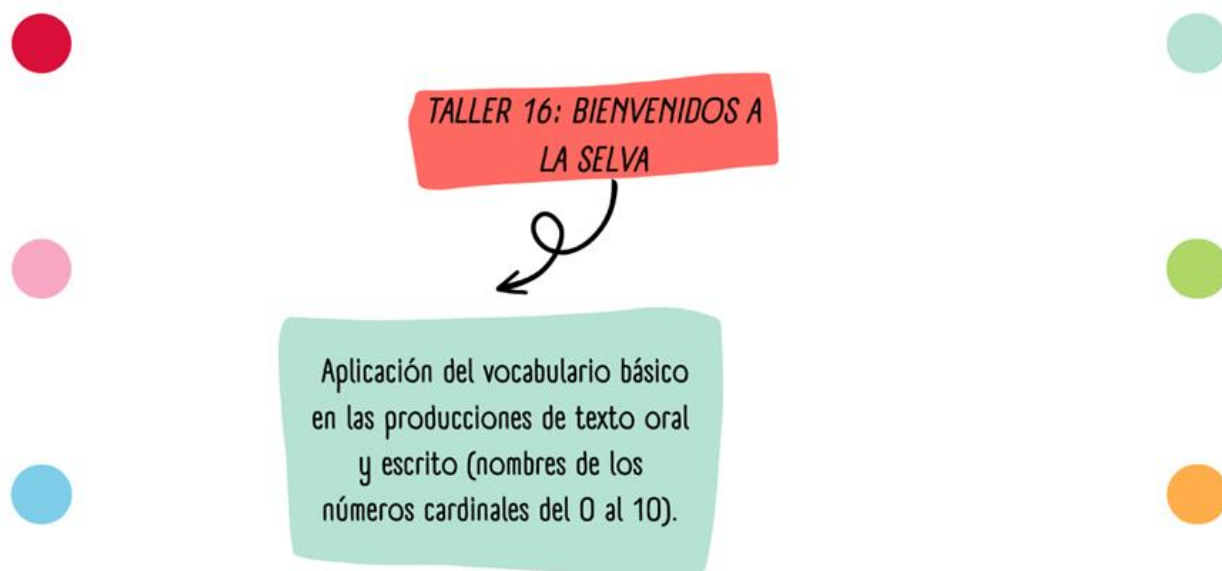 TALLER 16: BIENVENIDOS A
LA SELVA
Aplicación del vocabulario básico
en las producciones de texto oral
y escrito (nombres de los
números cardinales del 0 al 10).